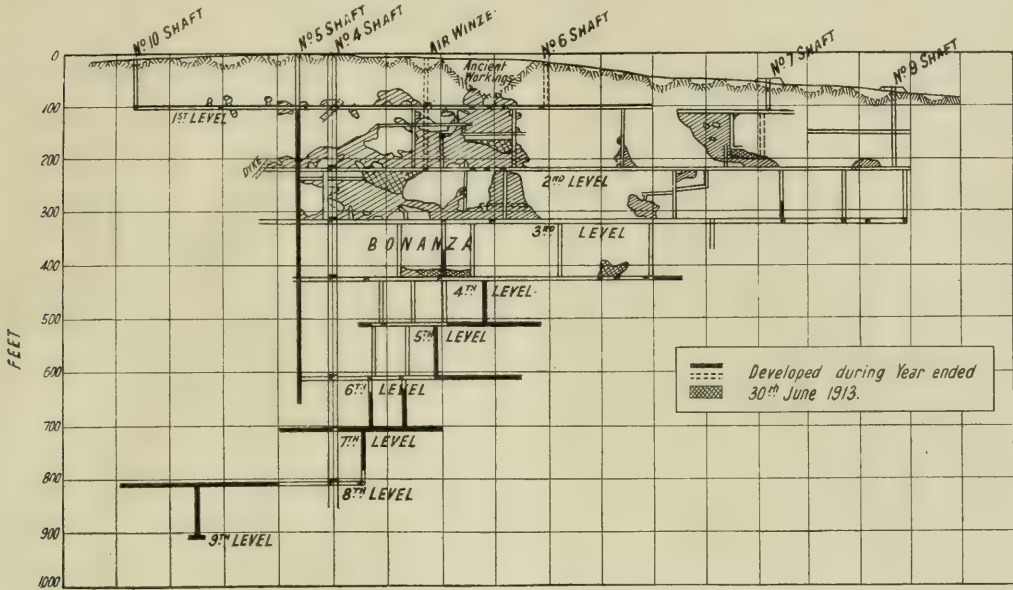 Nº 10 SHAFT
Nº 5 SHAFT
Nº 4 SHAFT
AIR WINZE
Nº 6 SHAFT
Nº 7 SHAFT
Nº 8 SHAFT
Ancient
Workings
0
100
200
300
400
500
600
700
800
900
1000
FEET
1ST LEVEL
DYKE
2ND LEVEL
3RD LEVEL
BONANZA
4TH LEVEL
5TH LEVEL
6TH LEVEL
7TH LEVEL
8TH LEVEL
9TH LEVEL
Developed during Year ended
30th June 1913.